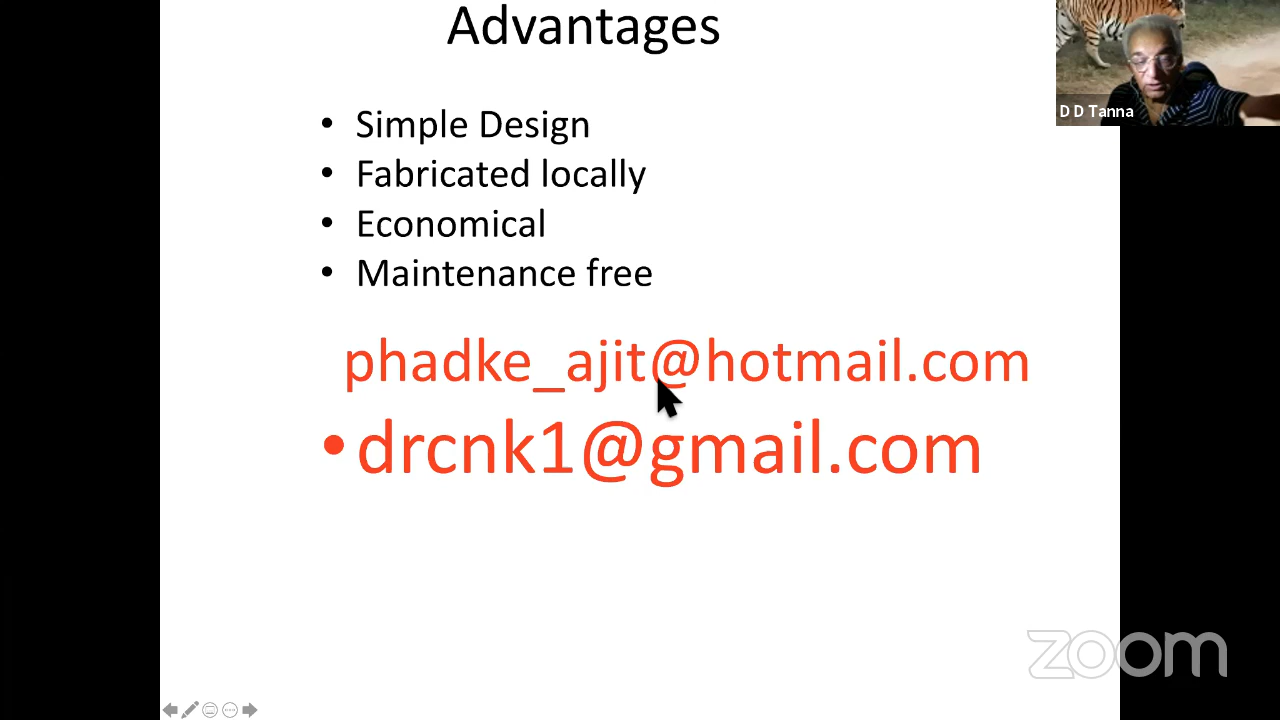 Advantages
D D Tanna
• Simple Design
• Fabricated locally
• Economical
• Maintenance free
phadke_ajit@hotmail.com
• drcnk1@gmail.com
zoom